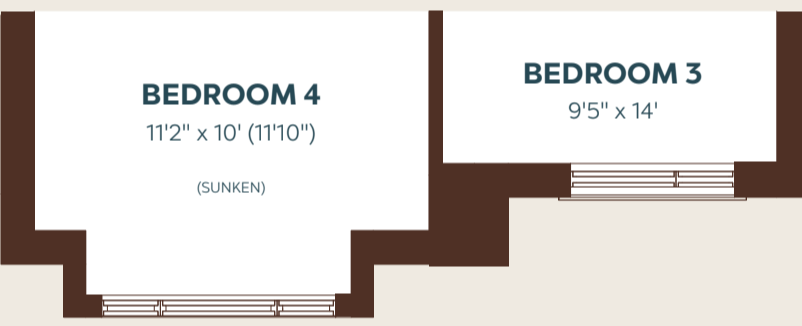 BEDROOM 4
11'2" x 10' (11'10")
(SUNKEN)
BEDROOM 3
9'5" x 14'